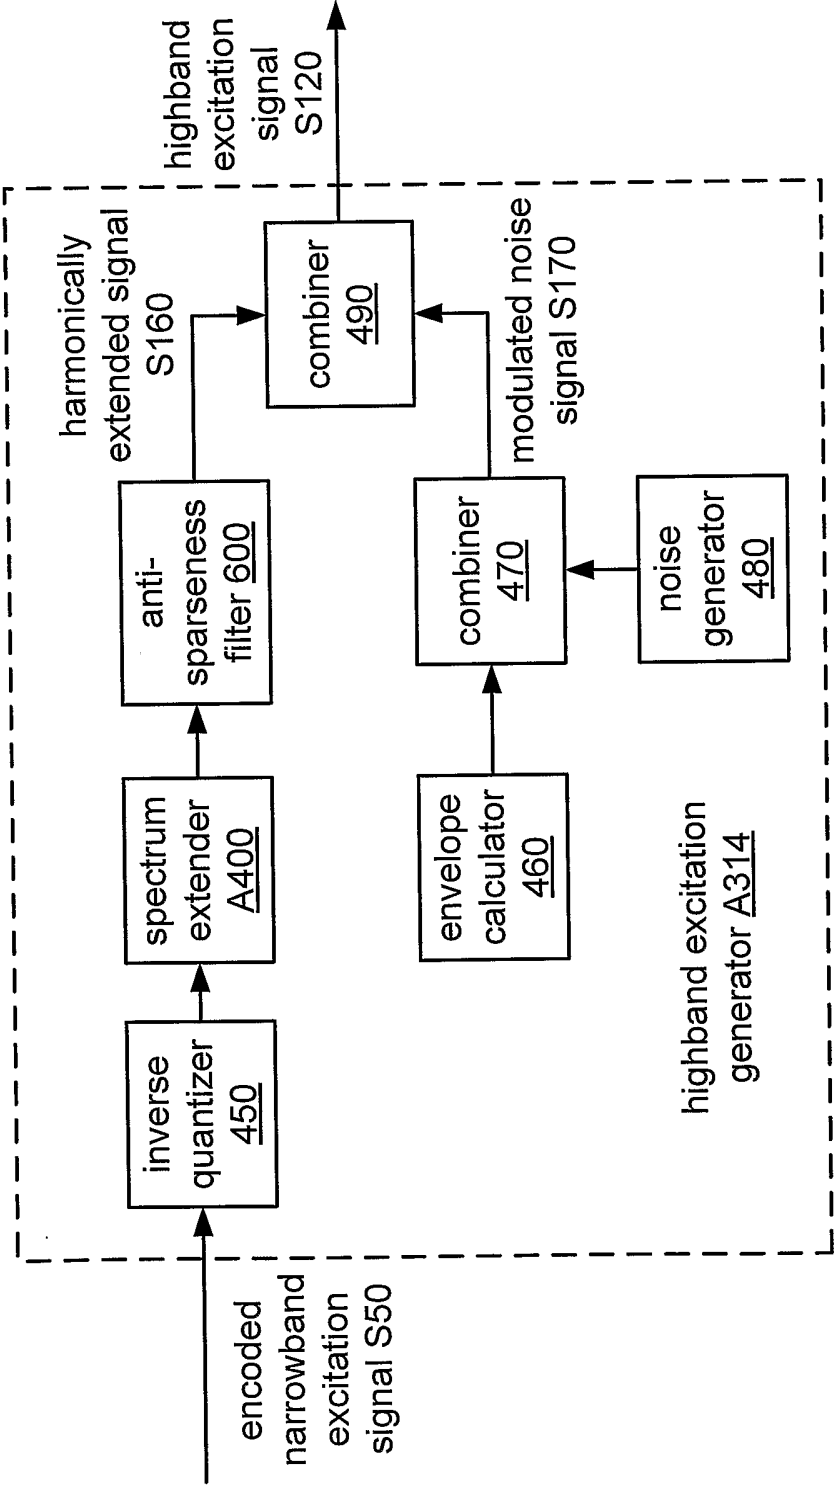 encoded
narrowband
excitation
signal S50
inverse
quantizer
450
spectrum
extender
A400
anti-
sparseness
filter 600
harmonically
extended signal
S160
combiner
490
highband
excitation
signal
S120
envelope
calculator
460
combiner
470
modulated noise
signal S170
noise
generator
480
highband excitation
generator A314